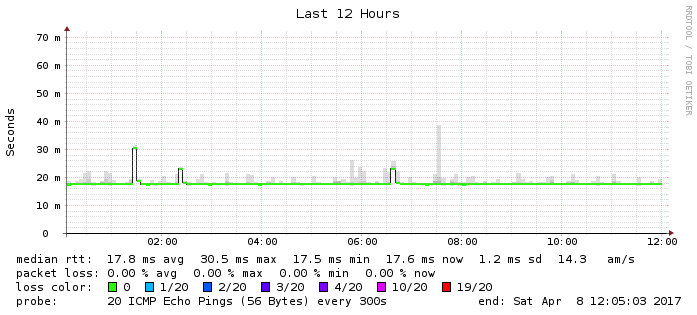 Last 12 Hours
RRDTOOL / TOBI OETIKER
Seconds
70 m
60 m
50 m
40 m
30 m
20 m
10 m
0
02:00 04:00 06:00 08:00 10:00 12:00
median rtt: 17.8 ms avg 30.5 ms max 17.5 ms min 17.6 ms now 1.2 ms sd 14.3 am/s
packet loss: 0.00 % avg 0.00 % max 0.00 % min 0.00 % now
loss color: 0 1/20 2/20 3/20 4/20 10/20 19/20
probe: 20 ICMP Echo Pings (56 Bytes) every 300s end: Sat Apr 8 12:05:03 2017